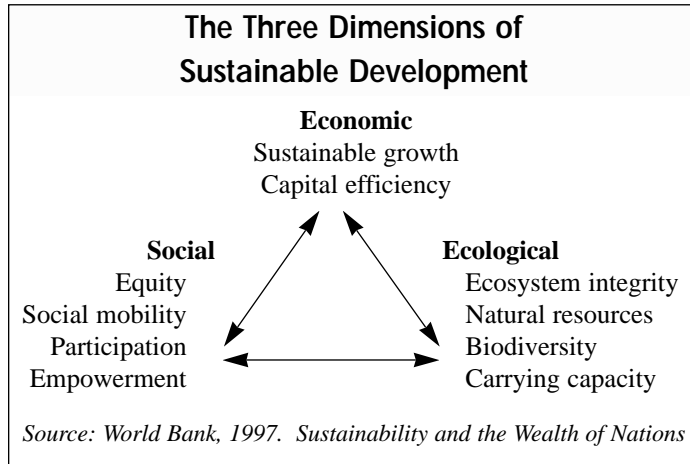 The Three Dimensions of
Sustainable Development
Economic
Sustainable growth
Capital efficiency
Social
Equity
Social mobility
Participation
Empowerment
Ecological
Ecosystem integrity
Natural resources
Biodiversity
Carrying capacity
Source: World Bank, 1997. Sustainability and the Wealth of Nations